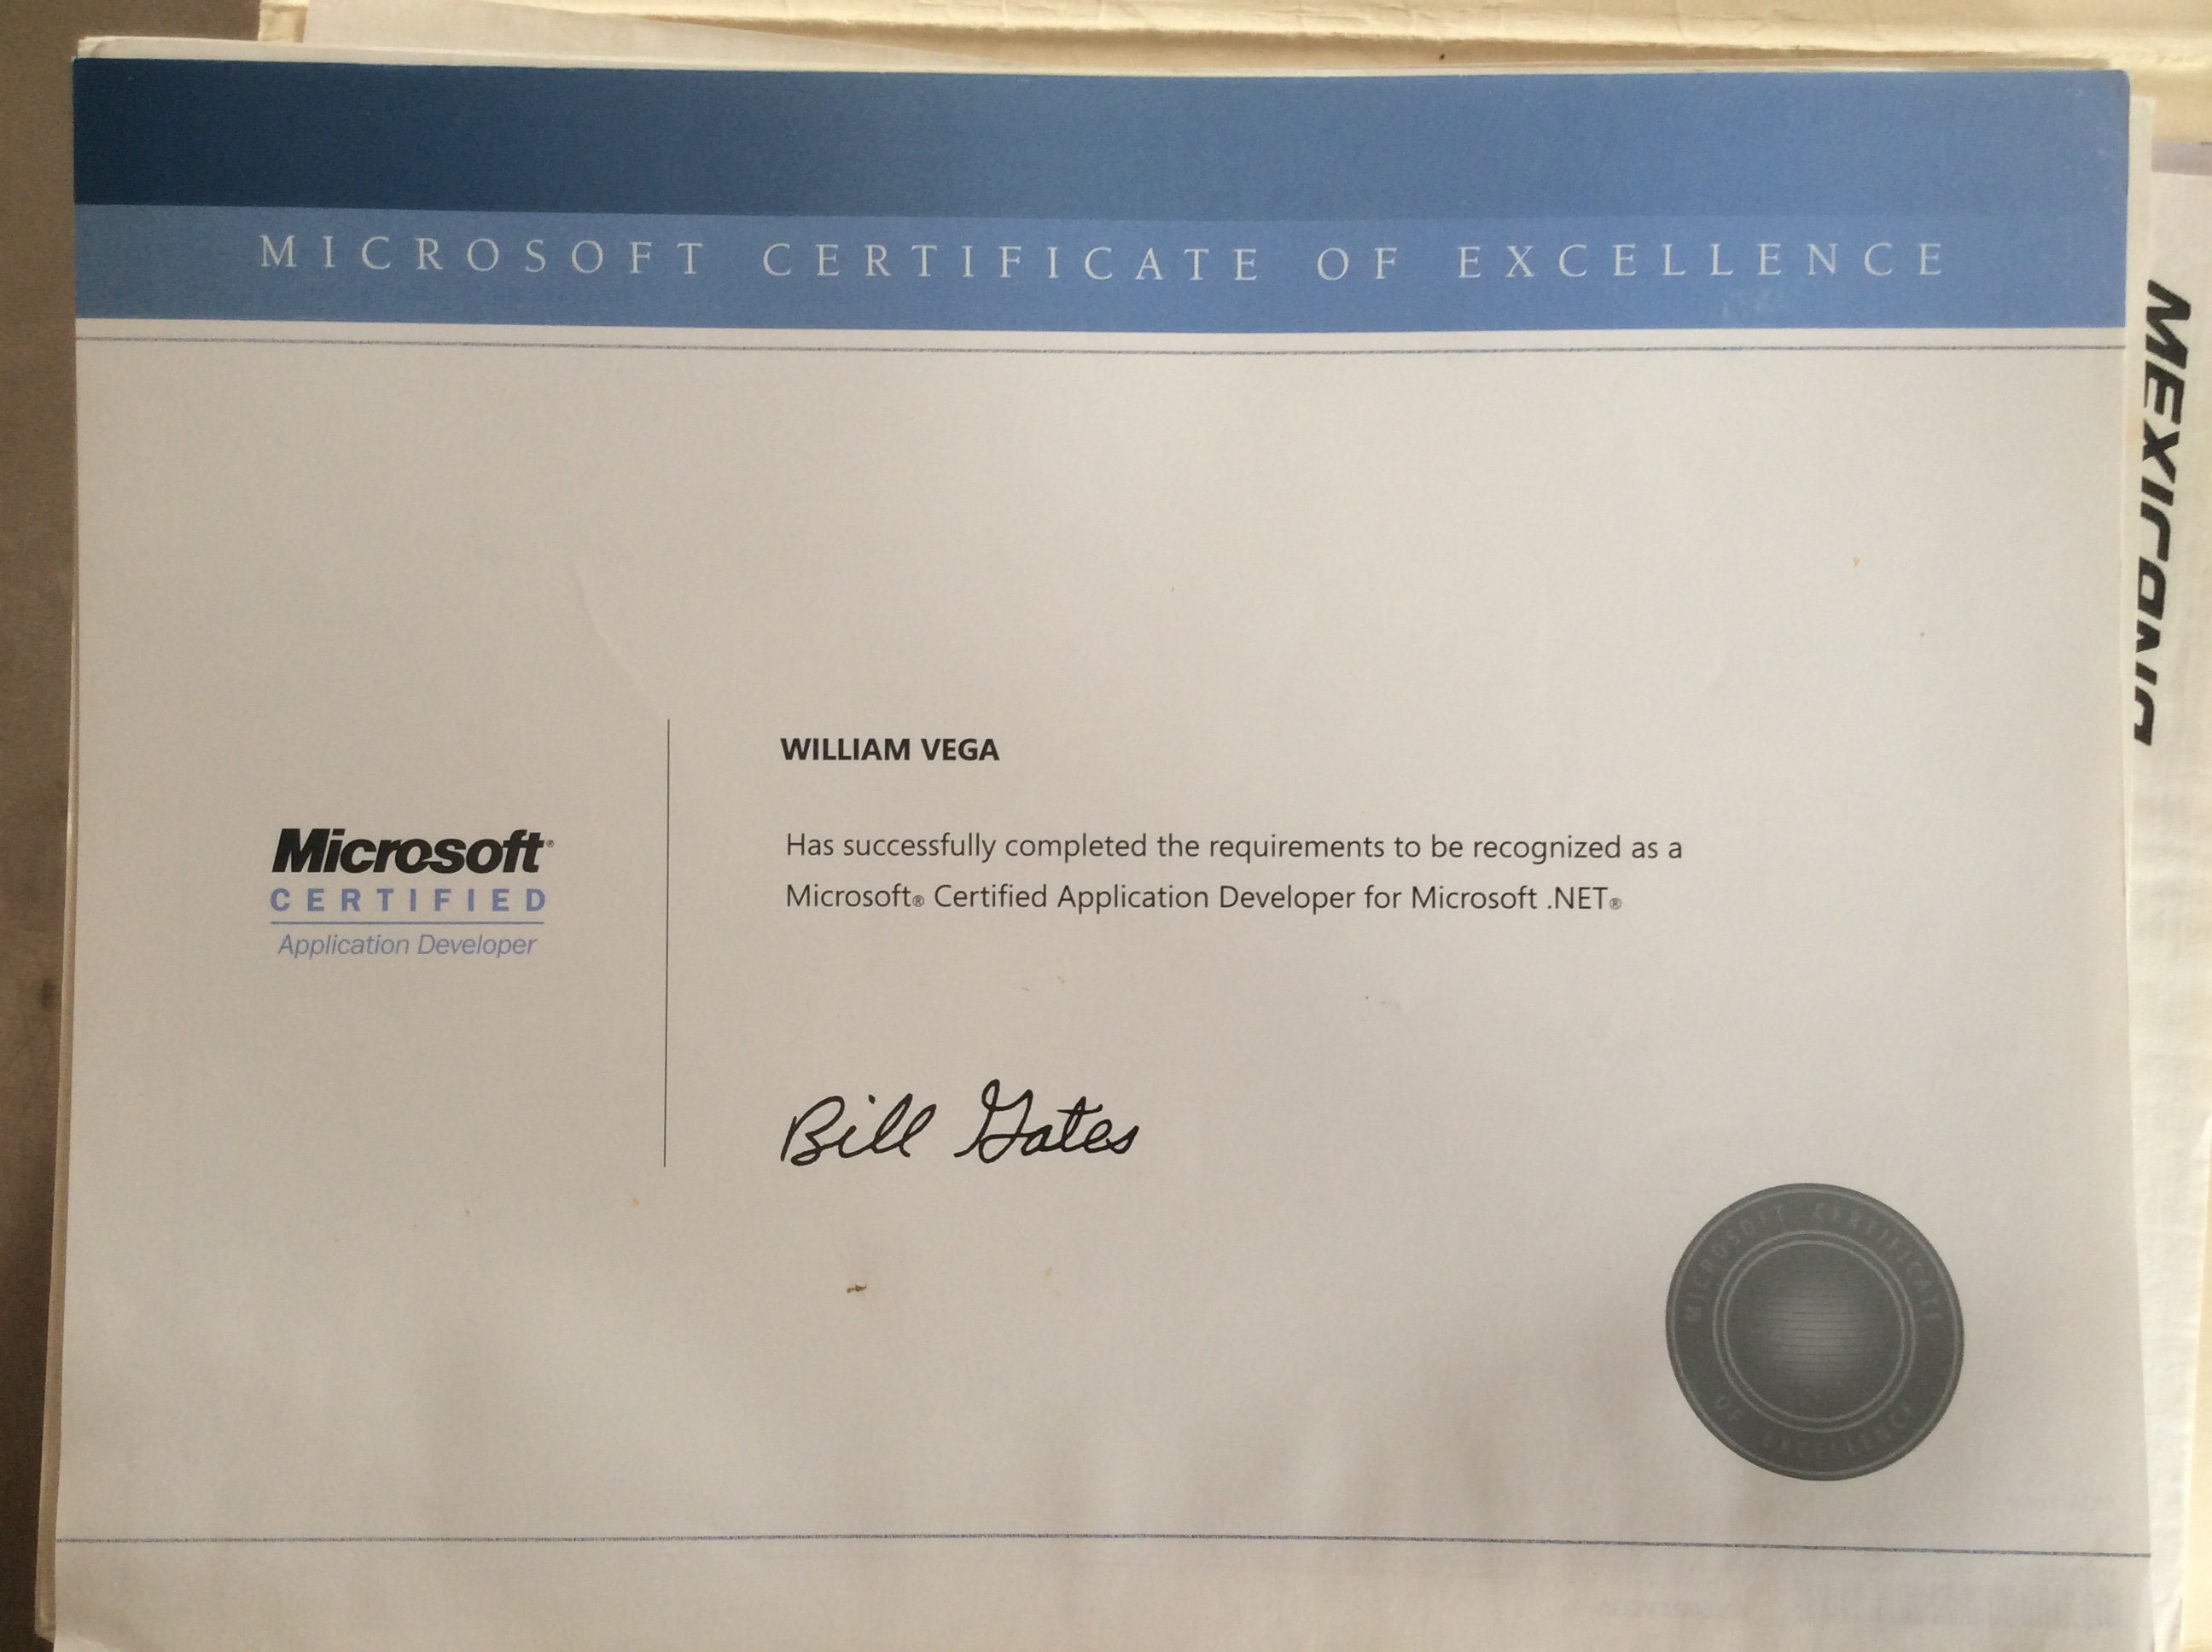 MICROSOFT CERTIFICATE OF EXCELLENCE
WILLIAM VEGA
Has successfully completed the requirements to be recognized as a
Microsoft® Certified Application Developer for Microsoft .NET®
Microsoft®
CERTIFIED
Application Developer
Bill Gates
MICROSOFT CERTIFICATE
OF EXCELLENCE